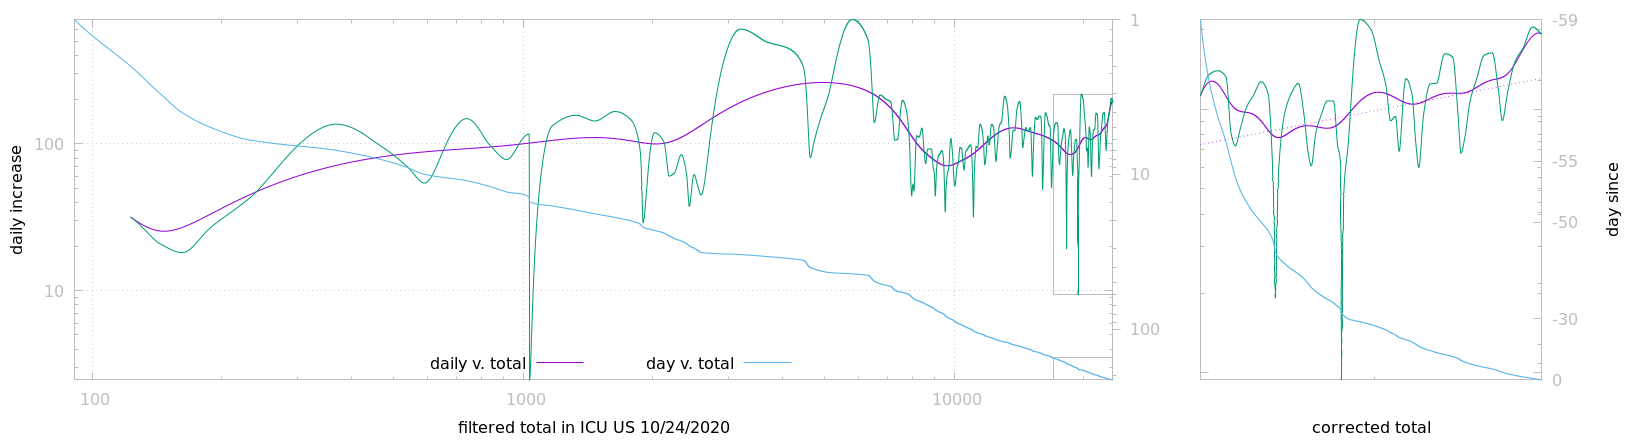 1
-59
100
10
-55
daily increase
-50
day since
10
100
-30
daily v. total
day v. total
0
100
1000
10000
filtered total in ICU US 10/24/2020
corrected total